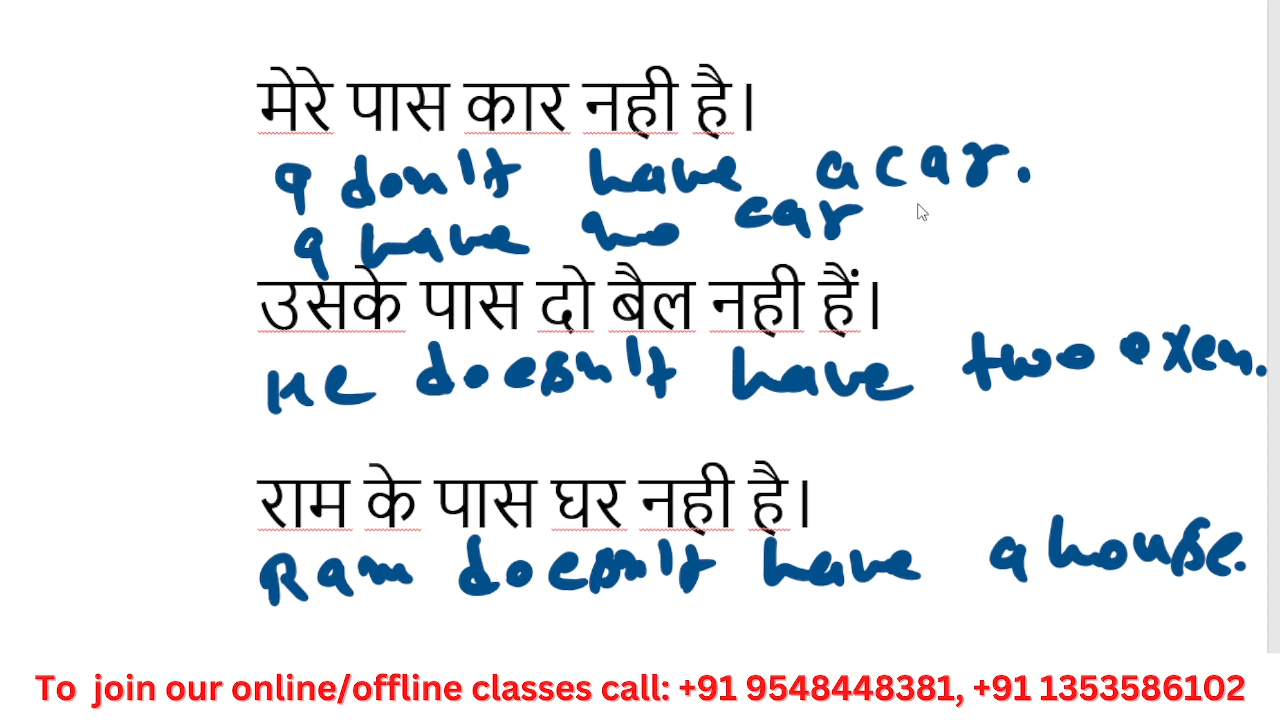 मेरे पास कार नही है।
I don't have a car.
I have no car
उसके पास दो बैल नही हैं।
He doesn't have two oxen.
राम के पास घर नही है।
Ram doesn't have a house.
To join our online/offline classes call: +91 9548448381, +91 1353586102